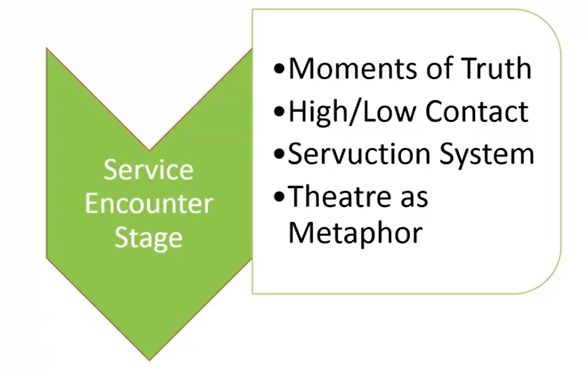 Service
Encounter
Stage
•Moments of Truth
•High/Low Contact
•Servuction System
•Theatre as
Metaphor